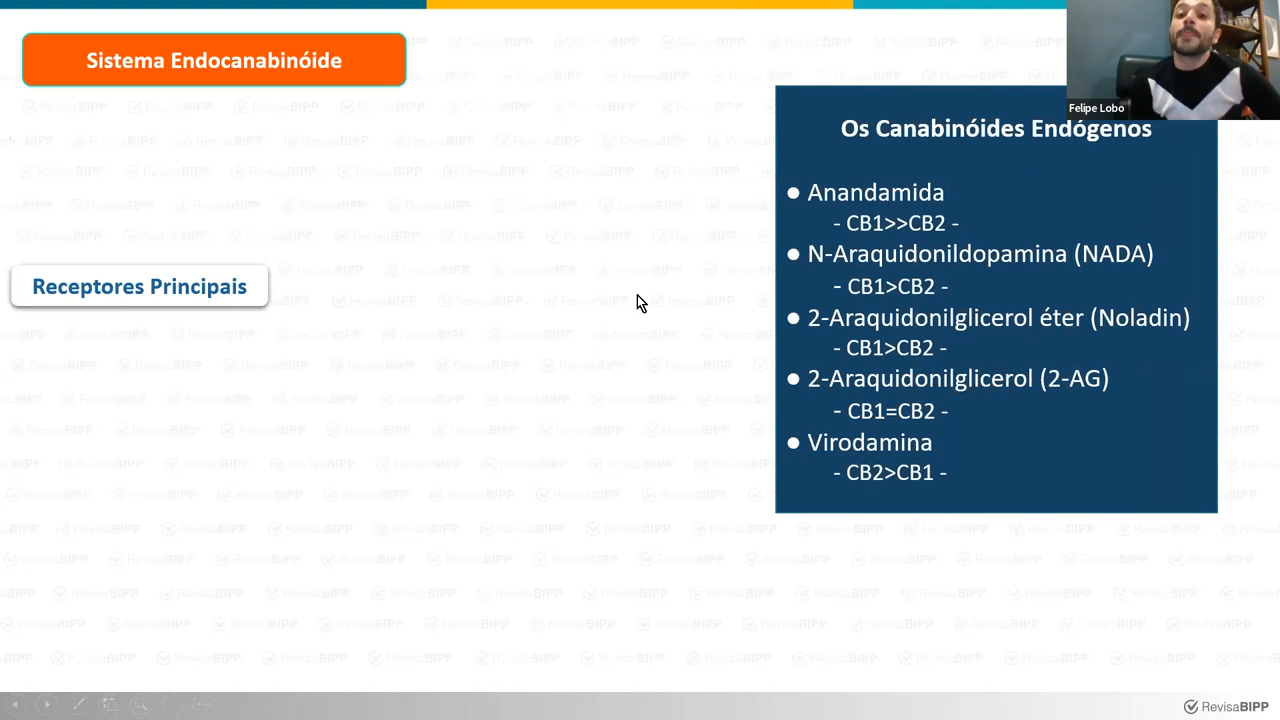 Sistema Endocanabinóide
Felipe Lobo
Os Canabinóides Endógenos
● Anandamida
- CB1>>CB2 -
● N-Araquidonildopamina (NADA)
- CB1>CB2 -
Receptores Principais
● 2-Araquidonilglicerol éter (Noladin)
- CB1>CB2 -
● 2-Araquidonilglicerol (2-AG)
- CB1=CB2 -
● Virodamina
- CB2>CB1 -
RevisaBIPP